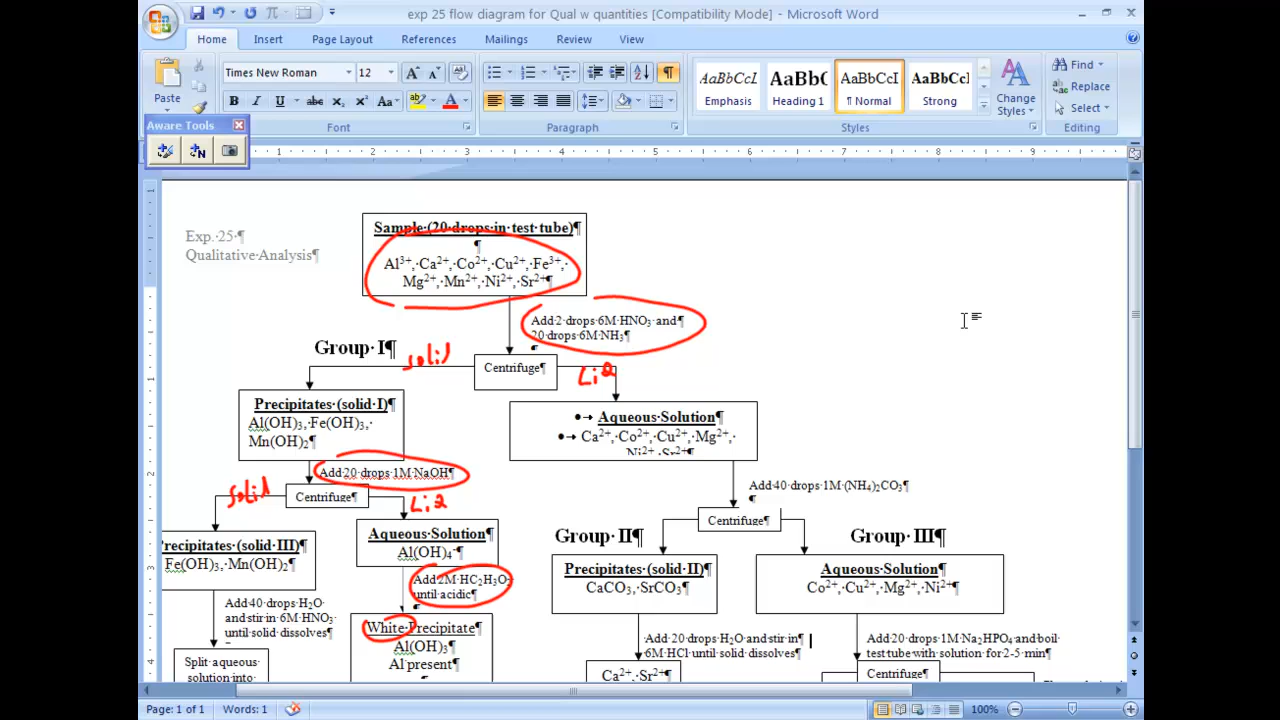 exp 25 flow diagram for Qual w quantities [Compatibility Mode] - Microsoft Word
Home Insert Page Layout References Mailings Review View
Paste
Times New Roman 12
Font
Paragraph
AaBbCcI AaBb( AaBbCcI AaBbCcl
Emphasis Heading 1 ¶ Normal Strong
Styles
Change Styles
Find
Replace
Select
Editing
Aware Tools
Exp. 25 ¶
Qualitative Analysis¶
Sample (20 drops in test tube)¶
¶
Al3+, Ca2+, Co2+, Cu2+, Fe3+,
Mg2+, Mn2+, Ni2+, Sr2+¶
Add 2 drops 6M HNO3 and¶
20 drops 6M NH3¶
¶
Group I¶
solid
Centrifuge¶
Liq
Precipitates (solid I)¶
Al(OH)3, Fe(OH)3,
Mn(OH)2¶
Aqueous Solution¶
Ca2+, Co2+, Cu2+, Mg2+,
Ni2+, Sr2+¶
Add 20 drops 1M NaOH¶
solid
Centrifuge¶
Liq
Add 40 drops 1M (NH4)2CO3¶
¶
Centrifuge¶
Precipitates (solid III)¶
Fe(OH)3, Mn(OH)2¶
Aqueous Solution¶
Al(OH)4- ¶
Group II¶
Group III¶
Precipitates (solid II)¶
CaCO3, SrCO3¶
Aqueous Solution¶
Co2+, Cu2+, Mg2+, Ni2+¶
Add 2M HC2H3O2
until acidic¶
¶
Add 40 drops H2O
and stir in 6M HNO3
until solid dissolves¶
White Precipitate¶
Al(OH)3¶
Al present¶
Split aqueous
solution into
Add 20 drops H2O and stir in¶
6M HCl until solid dissolves¶
Ca2+, Sr2+¶
Add 20 drops 1M Na2HPO4 and boil
test tube with solution for 2-5 min¶
Centrifuge¶
Page: 1 of 1 Words: 1 100%